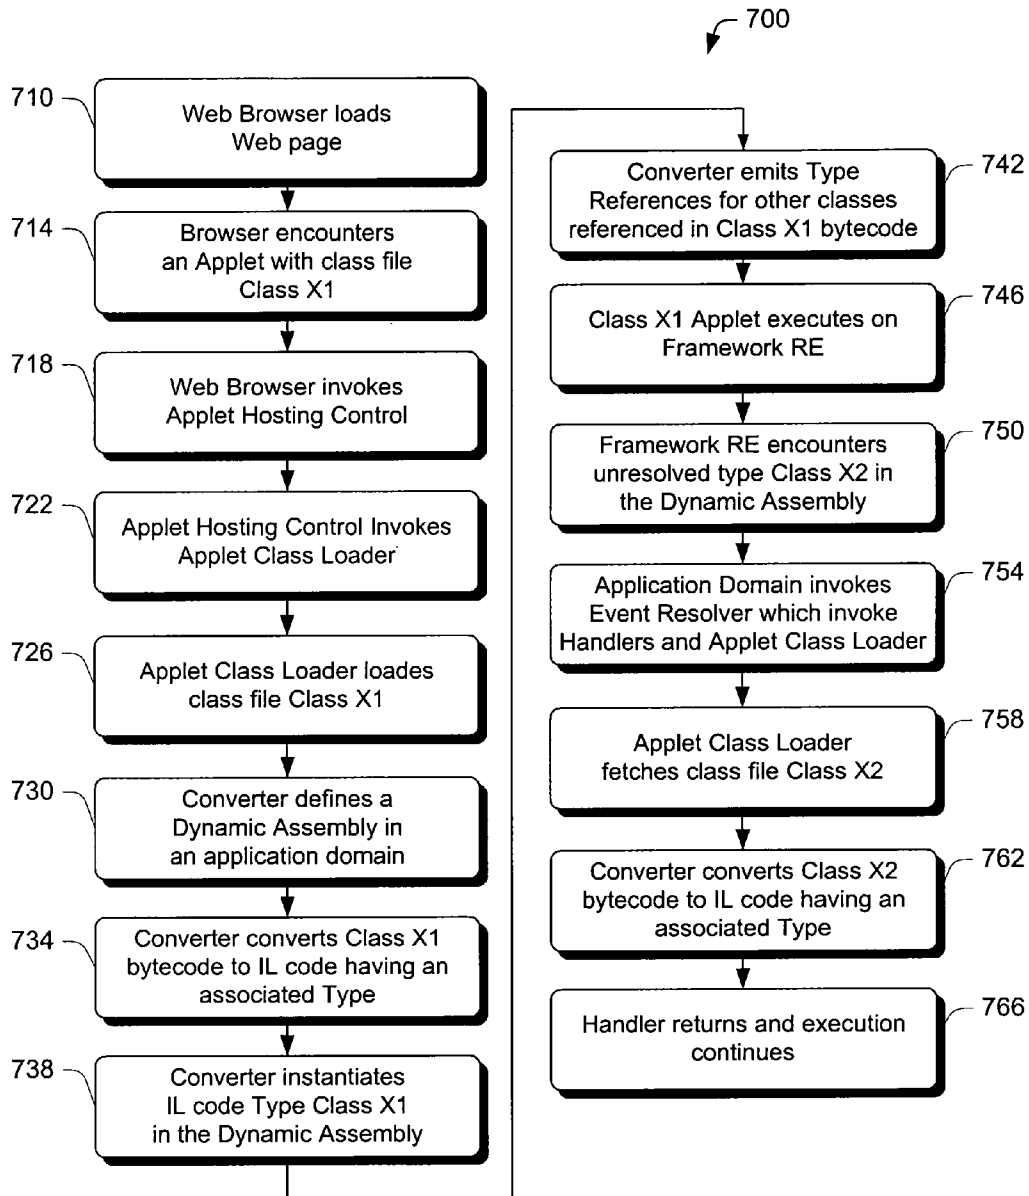 700
710
Web Browser loads
Web page
714
Browser encounters
an Applet with class file
Class X1
718
Web Browser invokes
Applet Hosting Control
722
Applet Hosting Control Invokes
Applet Class Loader
726
Applet Class Loader loades
class file Class X1
730
Converter defines a
Dynamic Assembly in
an application domain
734
Converter converts Class X1
bytecode to IL code having an
associated Type
738
Converter instantiates
IL code Type Class X1
in the Dynamic Assembly
742
Converter emits Type
References for other classes
referenced in Class X1 bytecode
746
Class X1 Applet executes on
Framework RE
750
Framework RE encounters
unresolved type Class X2 in
the Dynamic Assembly
754
Application Domain invokes
Event Resolver which invoke
Handlers and Applet Class Loader
758
Applet Class Loader
fetches class file Class X2
762
Converter converts Class X2
bytecode to IL code having an
associated Type
766
Handler returns and execution
continues